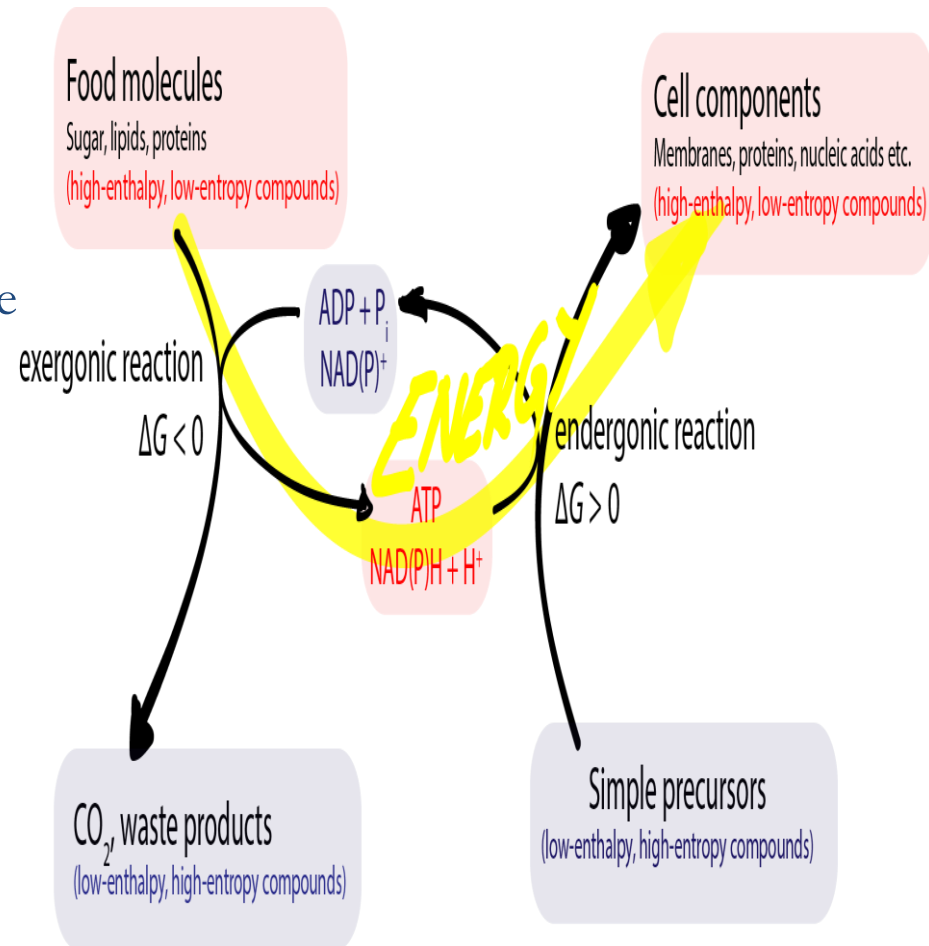 Food molecules
Sugar, lipids, proteins
(high-enthalpy, low-entropy compounds)
Cell components
Membranes, proteins, nucleic acids etc.
(high-enthalpy, low-entropy compounds)
e
ADP + Pᵢ
NAD(P)⁺
exergonic reaction
ΔG < 0
ENERGY
endergonic reaction
ΔG > 0
ATP
NAD(P)H + H⁺
CO₂, waste products
(low-enthalpy, high-entropy compounds)
Simple precursors
(low-enthalpy, high-entropy compounds)